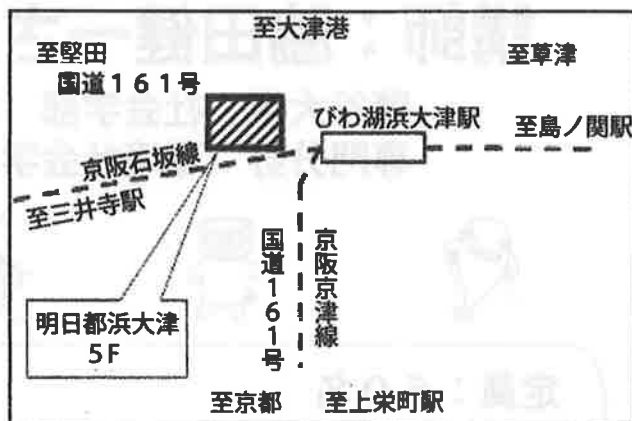 至大津港
至堅田
至草津
国道161号
びわ湖浜大津駅
至島ノ関駅
京阪石坂線
至三井寺駅
国道161号
京阪京津線
明日都浜大津
5F
至京都
至上栄町駅